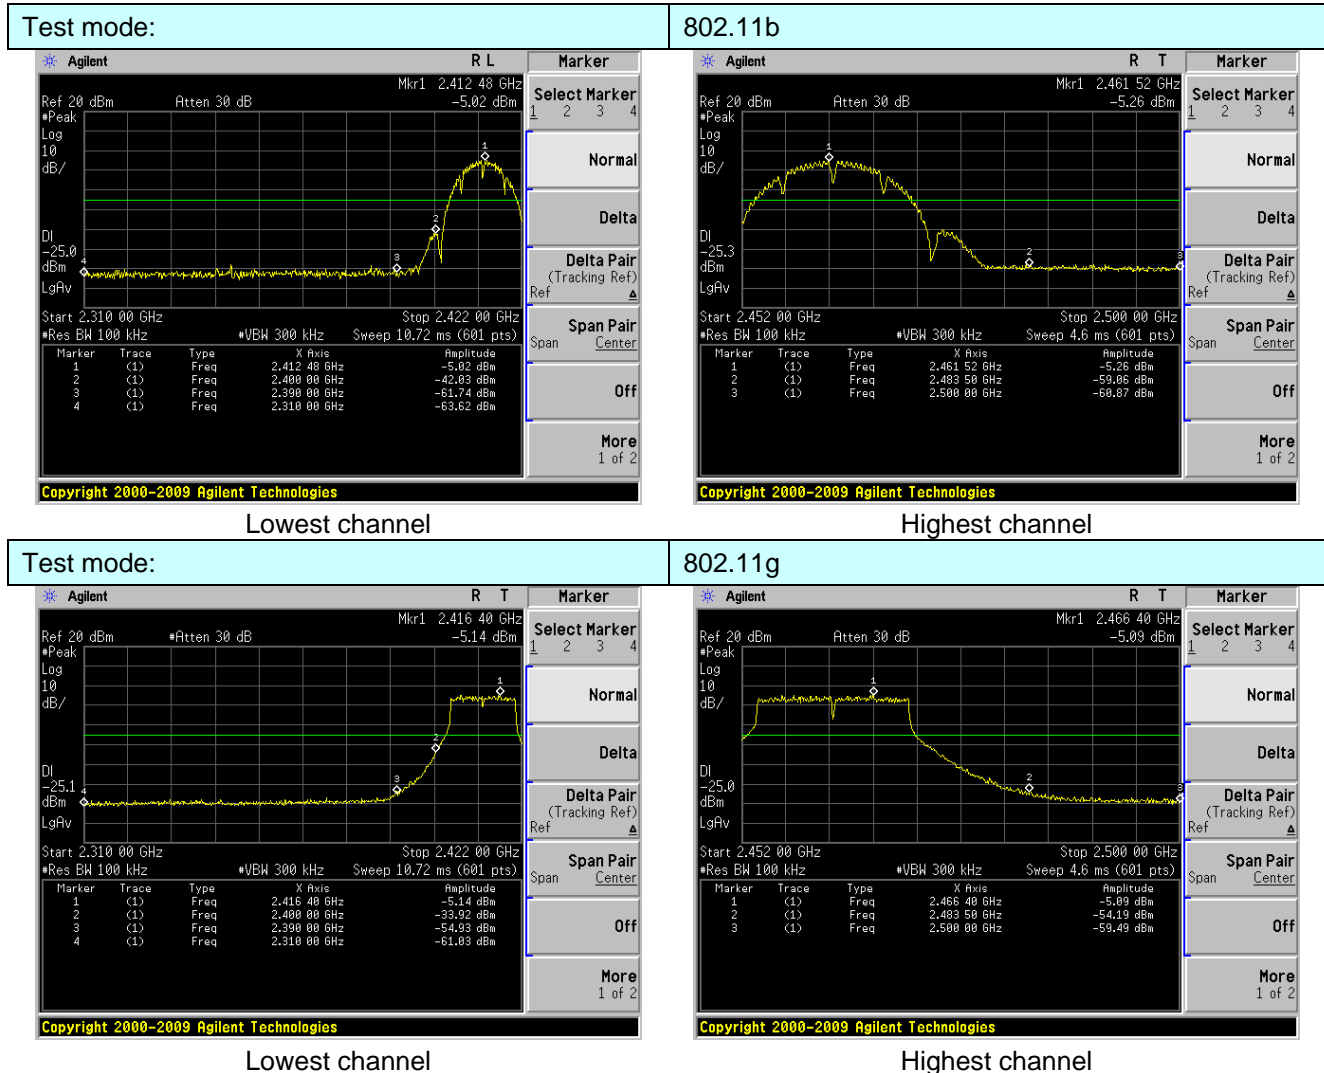 Test mode: 802.11b
Agilent R L Marker
Mkr1 2.412 48 GHz
Ref 20 dBm Atten 30 dB -5.02 dBm
#Peak
Log
10
dB/
1
2
3
4
DI
-25.0
dBm
LgAv
Start 2.310 00 GHz Stop 2.422 00 GHz
#Res BW 100 kHz #VBW 300 kHz Sweep 10.72 ms (601 pts)
Marker Trace Type X Axis Amplitude
1 (1) Freq 2.412 48 GHz -5.02 dBm
2 (1) Freq 2.400 00 GHz -42.03 dBm
3 (1) Freq 2.390 00 GHz -61.74 dBm
4 (1) Freq 2.310 00 GHz -63.62 dBm
Select Marker
1 2 3 4
Normal
Delta
Delta Pair
(Tracking Ref)
Ref Δ
Span Pair
Span Center
Off
More
1 of 2
Copyright 2000-2009 Agilent Technologies
Lowest channel
Agilent R T Marker
Mkr1 2.461 52 GHz
Ref 20 dBm Atten 30 dB -5.26 dBm
#Peak
Log
10
dB/
1
2
3
DI
-25.3
dBm
LgAv
Start 2.452 00 GHz Stop 2.500 00 GHz
#Res BW 100 kHz #VBW 300 kHz Sweep 4.6 ms (601 pts)
Marker Trace Type X Axis Amplitude
1 (1) Freq 2.461 52 GHz -5.26 dBm
2 (1) Freq 2.483 50 GHz -59.06 dBm
3 (1) Freq 2.500 00 GHz -60.87 dBm
Select Marker
1 2 3 4
Normal
Delta
Delta Pair
(Tracking Ref)
Ref Δ
Span Pair
Span Center
Off
More
1 of 2
Copyright 2000-2009 Agilent Technologies
Highest channel
Test mode: 802.11g
Agilent R T Marker
Mkr1 2.416 40 GHz
Ref 20 dBm #Atten 30 dB -5.14 dBm
#Peak
Log
10
dB/
1
2
3
4
DI
-25.1
dBm
LgAv
Start 2.310 00 GHz Stop 2.422 00 GHz
#Res BW 100 kHz #VBW 300 kHz Sweep 10.72 ms (601 pts)
Marker Trace Type X Axis Amplitude
1 (1) Freq 2.416 40 GHz -5.14 dBm
2 (1) Freq 2.400 00 GHz -33.92 dBm
3 (1) Freq 2.390 00 GHz -54.93 dBm
4 (1) Freq 2.310 00 GHz -61.03 dBm
Select Marker
1 2 3 4
Normal
Delta
Delta Pair
(Tracking Ref)
Ref Δ
Span Pair
Span Center
Off
More
1 of 2
Copyright 2000-2009 Agilent Technologies
Lowest channel
Agilent R T Marker
Mkr1 2.466 40 GHz
Ref 20 dBm Atten 30 dB -5.09 dBm
#Peak
Log
10
dB/
1
2
3
DI
-25.0
dBm
LgAv
Start 2.452 00 GHz Stop 2.500 00 GHz
#Res BW 100 kHz #VBW 300 kHz Sweep 4.6 ms (601 pts)
Marker Trace Type X Axis Amplitude
1 (1) Freq 2.466 40 GHz -5.09 dBm
2 (1) Freq 2.483 50 GHz -54.19 dBm
3 (1) Freq 2.500 00 GHz -59.49 dBm
Select Marker
1 2 3 4
Normal
Delta
Delta Pair
(Tracking Ref)
Ref Δ
Span Pair
Span Center
Off
More
1 of 2
Copyright 2000-2009 Agilent Technologies
Highest channel